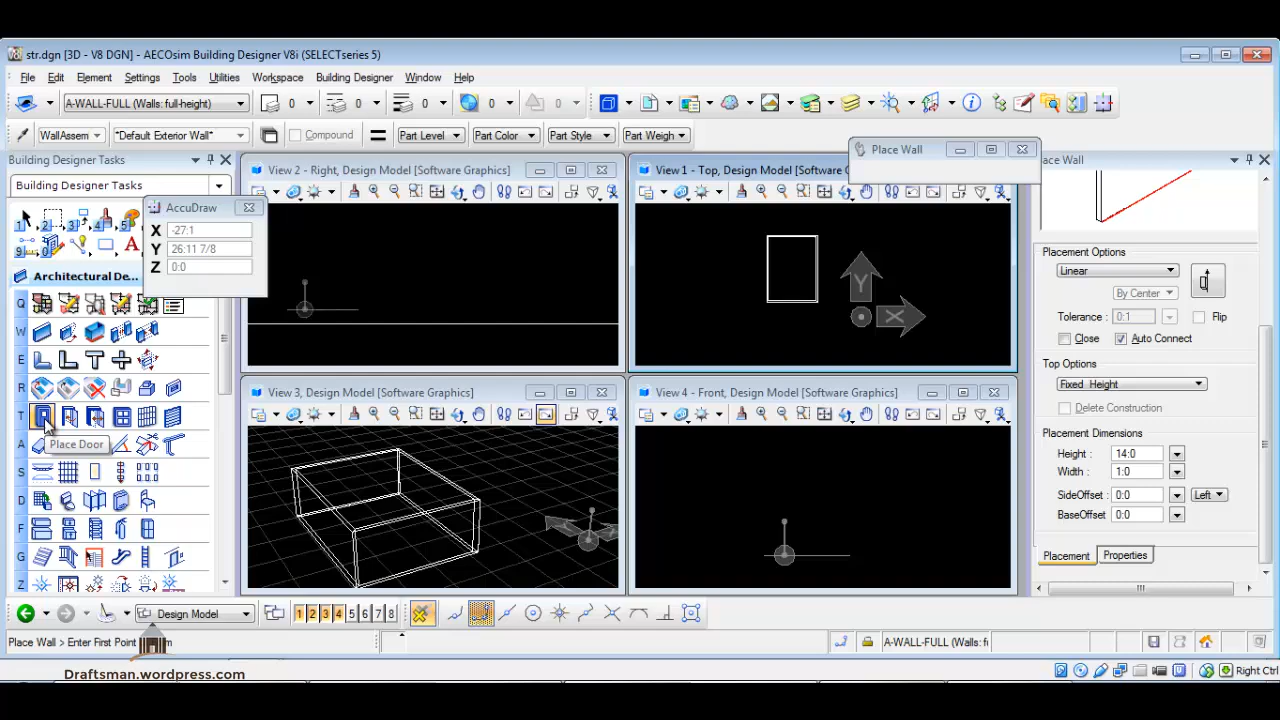 str.dgn [3D - V8 DGN] - AECOsim Building Designer V8i (SELECTseries 5)
File Edit Element Settings Tools Utilities Workspace Building Designer Window Help
A-WALL-FULL (Walls: full-height) 0 0 0 0 0
WallAssem *Default Exterior Wall* Compound Part Level Part Color Part Style Part Weigh
Building Designer Tasks
Building Designer Tasks
1 2 3 4 5
9 0 A
Architectural De...
Q
W
E
R
T
Place Door
A
S
D
F
G
Z
AccuDraw
X -27:1
Y 26:11 7/8
Z 0:0
View 2 - Right, Design Model [Software Graphics]
View 1 - Top, Design Model [Software G
Y
X
View 3, Design Model [Software Graphics]
View 4 - Front, Design Model [Software Graphics]
Place Wall
ace Wall
Placement Options
Linear
By Center
Tolerance: 0:1 Flip
Close Auto Connect
Top Options
Fixed Height
Delete Construction
Placement Dimensions
Height: 14:0
Width: 1:0
SideOffset: 0:0 Left
BaseOffset 0:0
Placement Properties
Design Model 1 2 3 4 5 6 7 8
Place Wall > Enter First Point m
A-WALL-FULL (Walls: f
Draftsman.wordpress.com
Right Ctrl